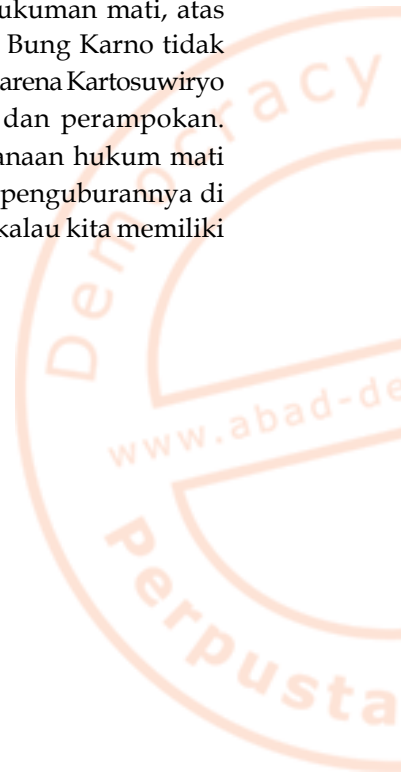 ukuman mati, atas
Bung Karno tidak
arena Kartosuwiryo
dan perampokan.
anaan hukum mati
penguburannya di
kalau kita memiliki
Democracy
www.abad-de
Perpusta